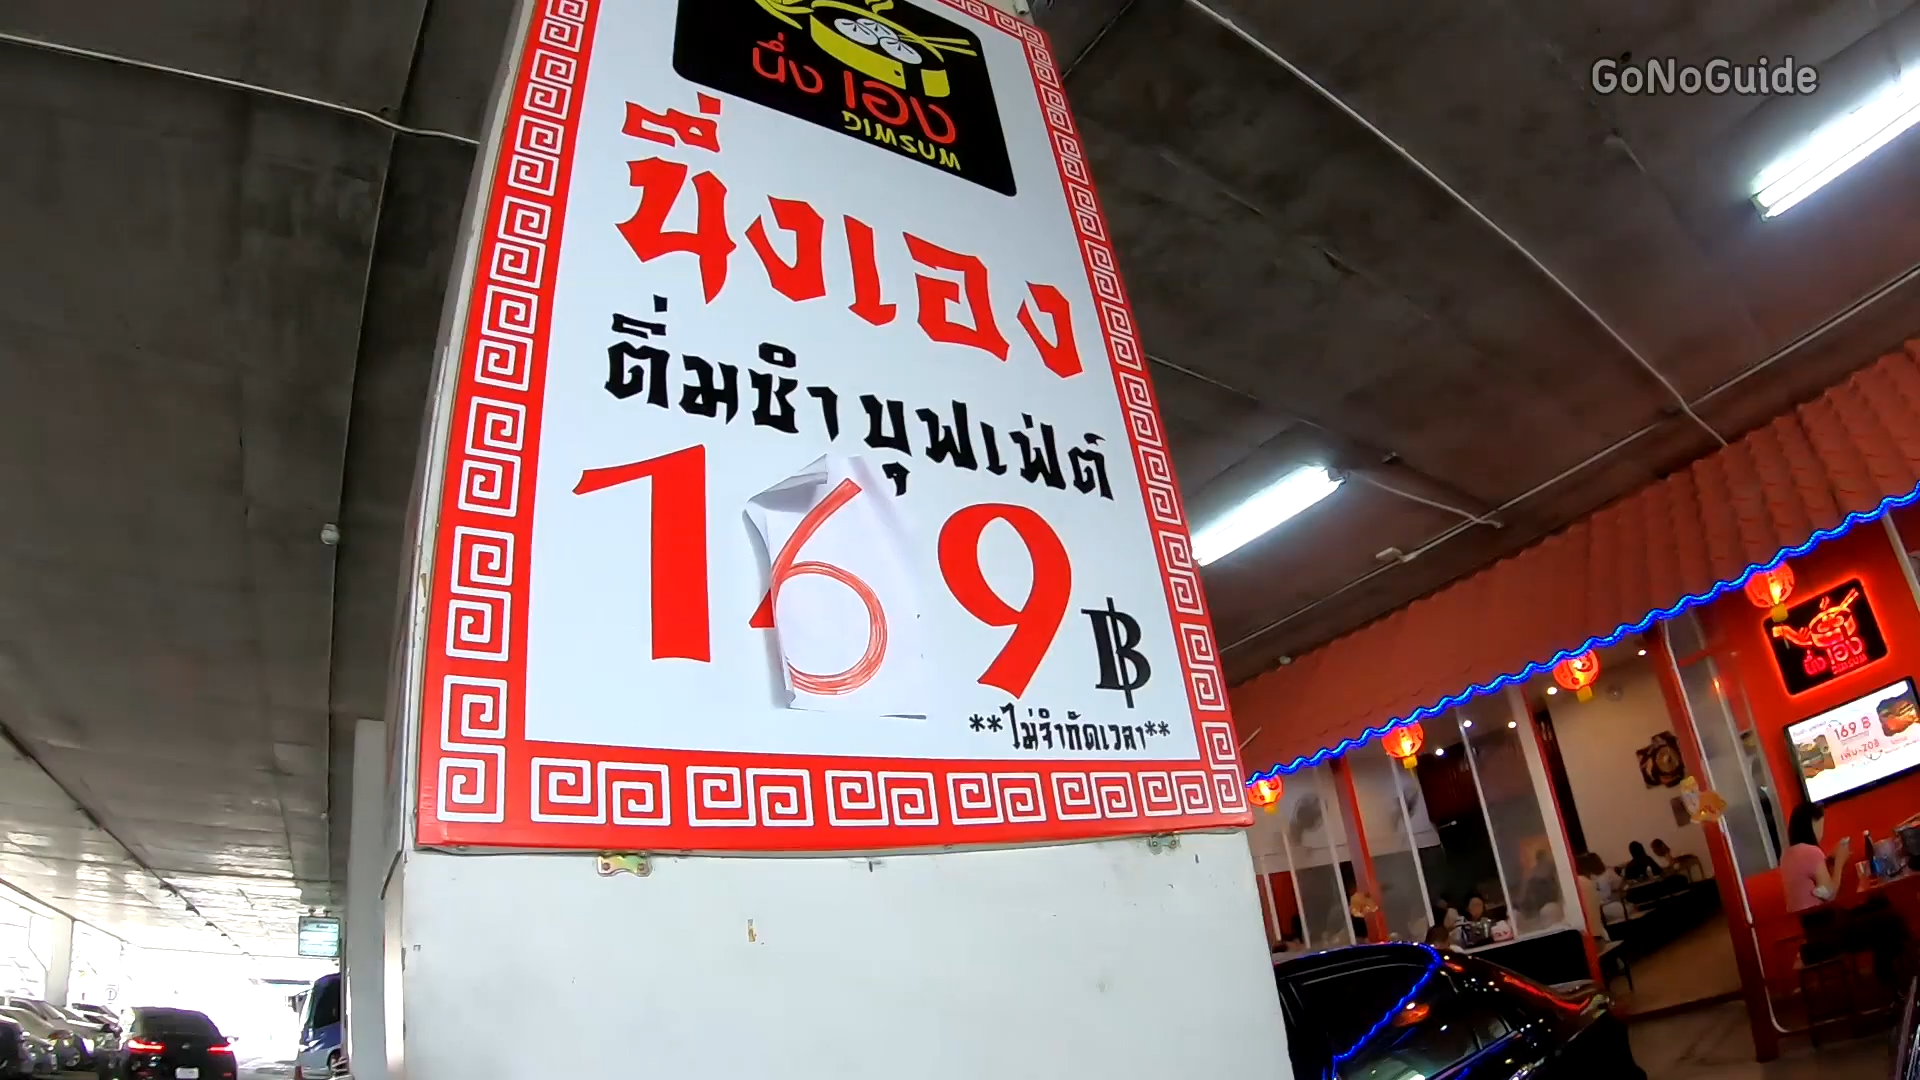 GoNoGuide
นึ่ง เอง
DIMSUM
นึ่งเอง
ติ่มซำ บุฟเฟ่ต์
169฿
**ไม่จำกัดเวลา**
นึ่ง เอง
DIMSUM
169 ฿